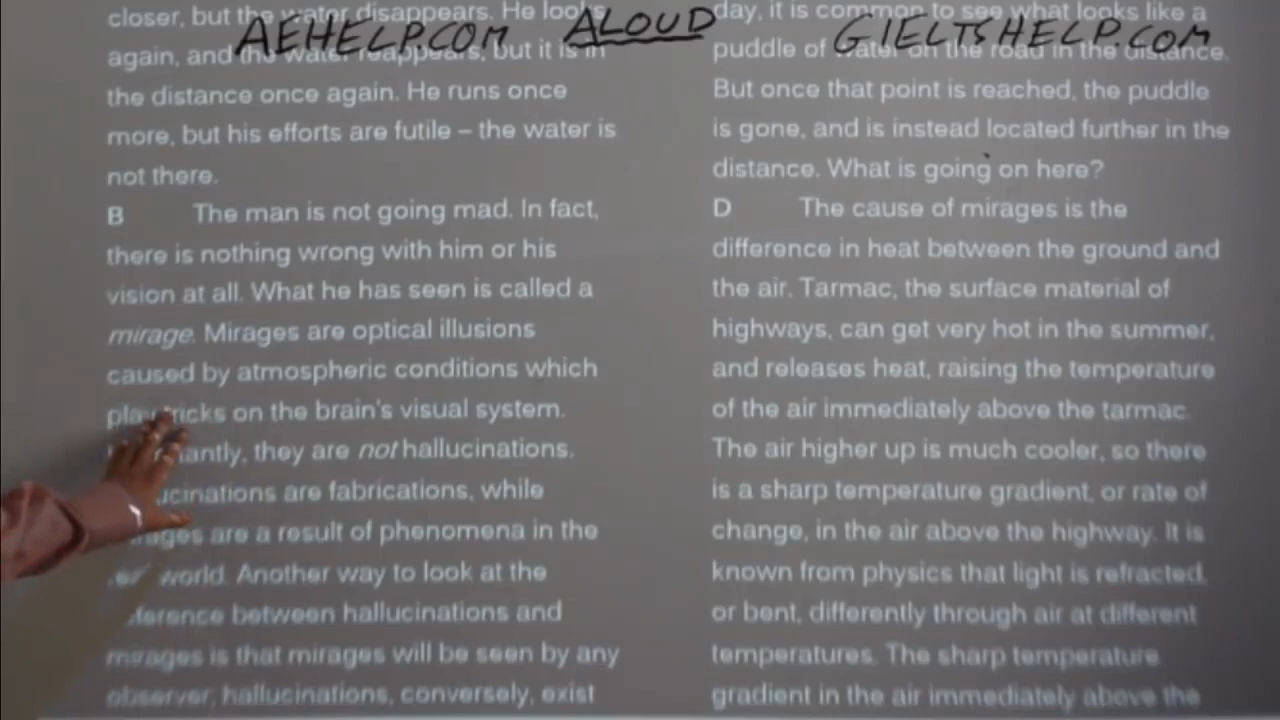 AEHELP.COM ALOUD GIELTSHELP.COM
closer, but the water disappears. He looks
again, and the water reappears, but it is in
the distance once again. He runs once
more, but his efforts are futile – the water is
not there.
B The man is not going mad. In fact,
there is nothing wrong with him or his
vision at all. What he has seen is called a
mirage. Mirages are optical illusions
caused by atmospheric conditions which
play tricks on the brain's visual system.
they are not hallucinations.
are fabrications, while
are a result of phenomena in the
world. Another way to look at the
between hallucinations and
mirages is that mirages will be seen by any
observer; hallucinations, conversely, exist
day, it is common to see what looks like a
puddle of water on the road in the distance.
But once that point is reached, the puddle
is gone, and is instead located further in the
distance. What is going on here?
D The cause of mirages is the
difference in heat between the ground and
the air. Tarmac, the surface material of
highways, can get very hot in the summer,
and releases heat, raising the temperature
of the air immediately above the tarmac.
The air higher up is much cooler, so there
is a sharp temperature gradient, or rate of
change, in the air above the highway. It is
known from physics that light is refracted,
or bent, differently through air at different
temperatures. The sharp temperature
gradient in the air immediately above the